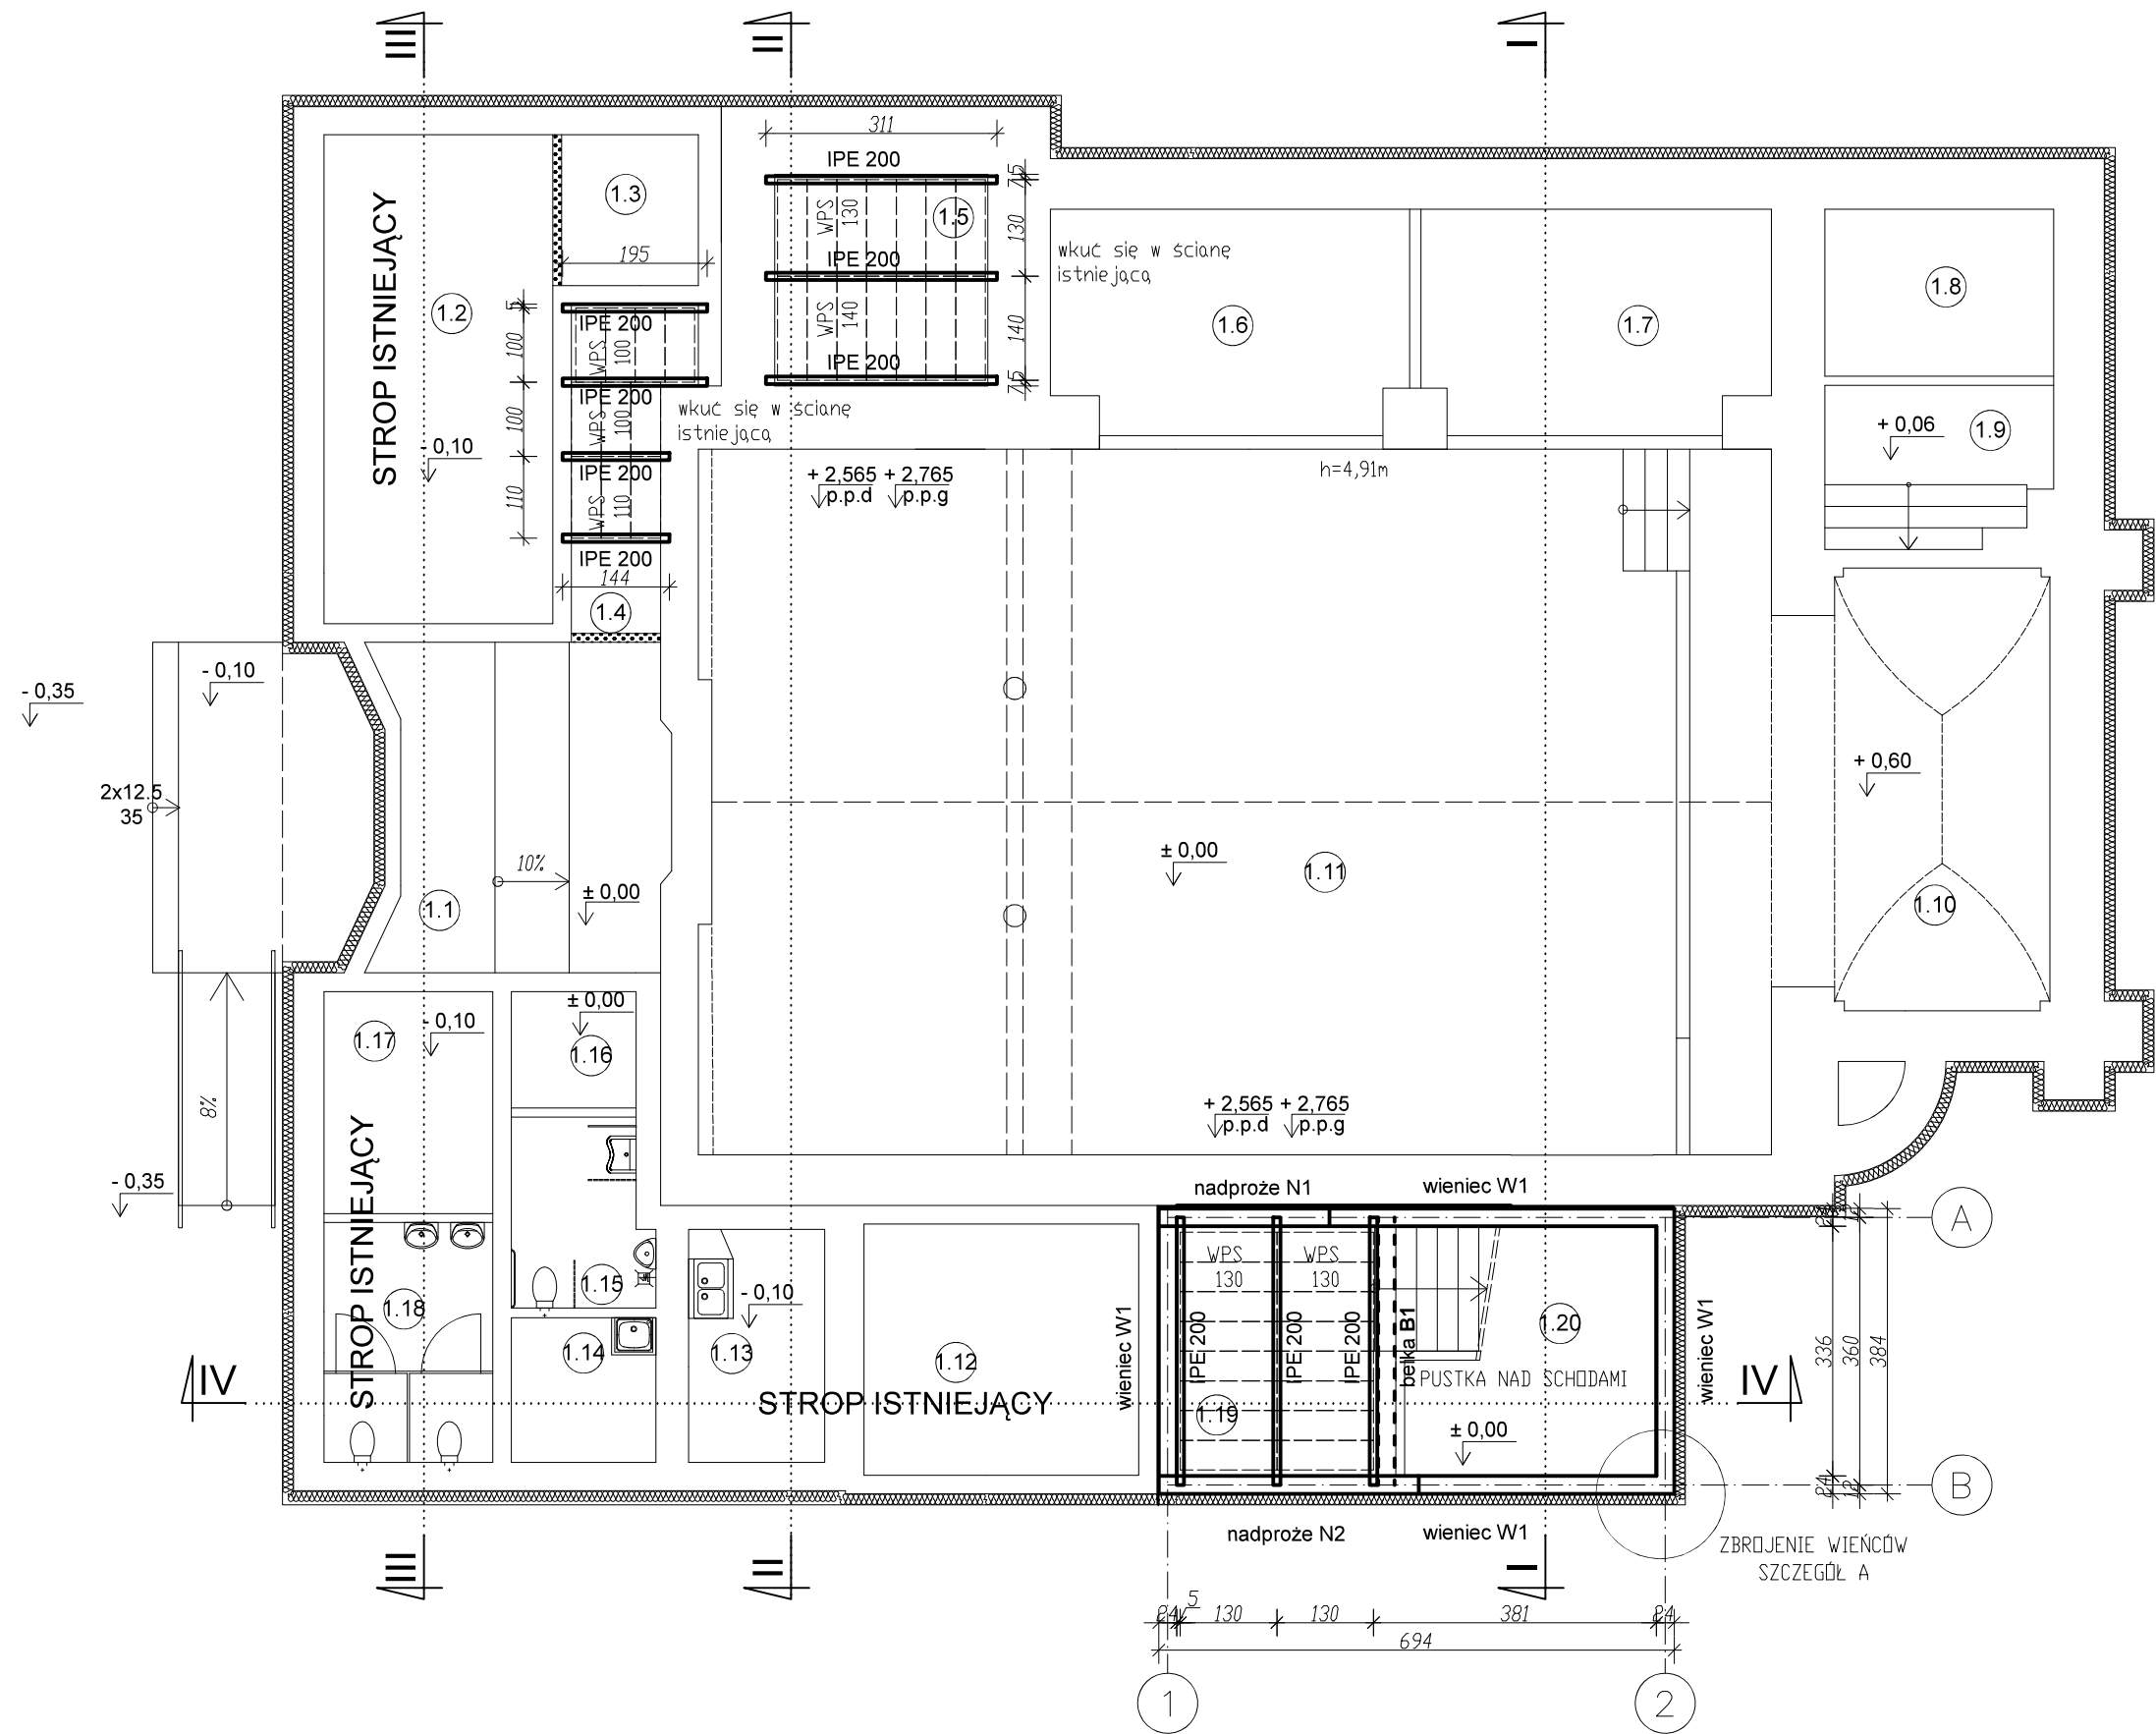 III
II
I
311
IPE 200
7,5
WPS
130
130
1.5
1.3
195
IPE 200
wkuć się w ścianę
istniejącą
STROP ISTNIEJĄCY
1.2
5
IPE 200
WPS
100
100
WPS
140
140
IPE 200
7,5
1.6
1.7
1.8
IPE 200
WPS
100
100
wkuć się w ścianę
istniejącą
- 0,10
IPE 200
WPS
110
110
IPE 200
144
1.4
+ 2,565
p.p.d
+ 2,765
p.p.g
h=4,91m
+ 0,06
1.9
- 0,35
- 0,10
2x12.5
35
10%
± 0,00
1.1
± 0,00
1.11
+ 0,60
1.10
± 0,00
1.17
- 0,10
1.16
8%
- 0,35
+ 2,565
p.p.d
+ 2,765
p.p.g
STROP ISTNIEJĄCY
nadproże N1
wieniec W1
A
1.18
1.15
- 0,10
1.14
1.13
1.12
STROP ISTNIEJĄCY
wieniec W1
WPS
130
WPS
130
IPE 200
IPE 200
IPE 200
belka B1
1.19
1.20
PUSTKA NAD SCHODAMI
± 0,00
wieniec W1
24
12
336
360
384
24
12
IV
IV
B
nadproże N2
wieniec W1
ZBROJENIE WIEŃCÓW
SZCZEGÓŁ A
III
II
I
24
5
130
130
381
24
694
1
2